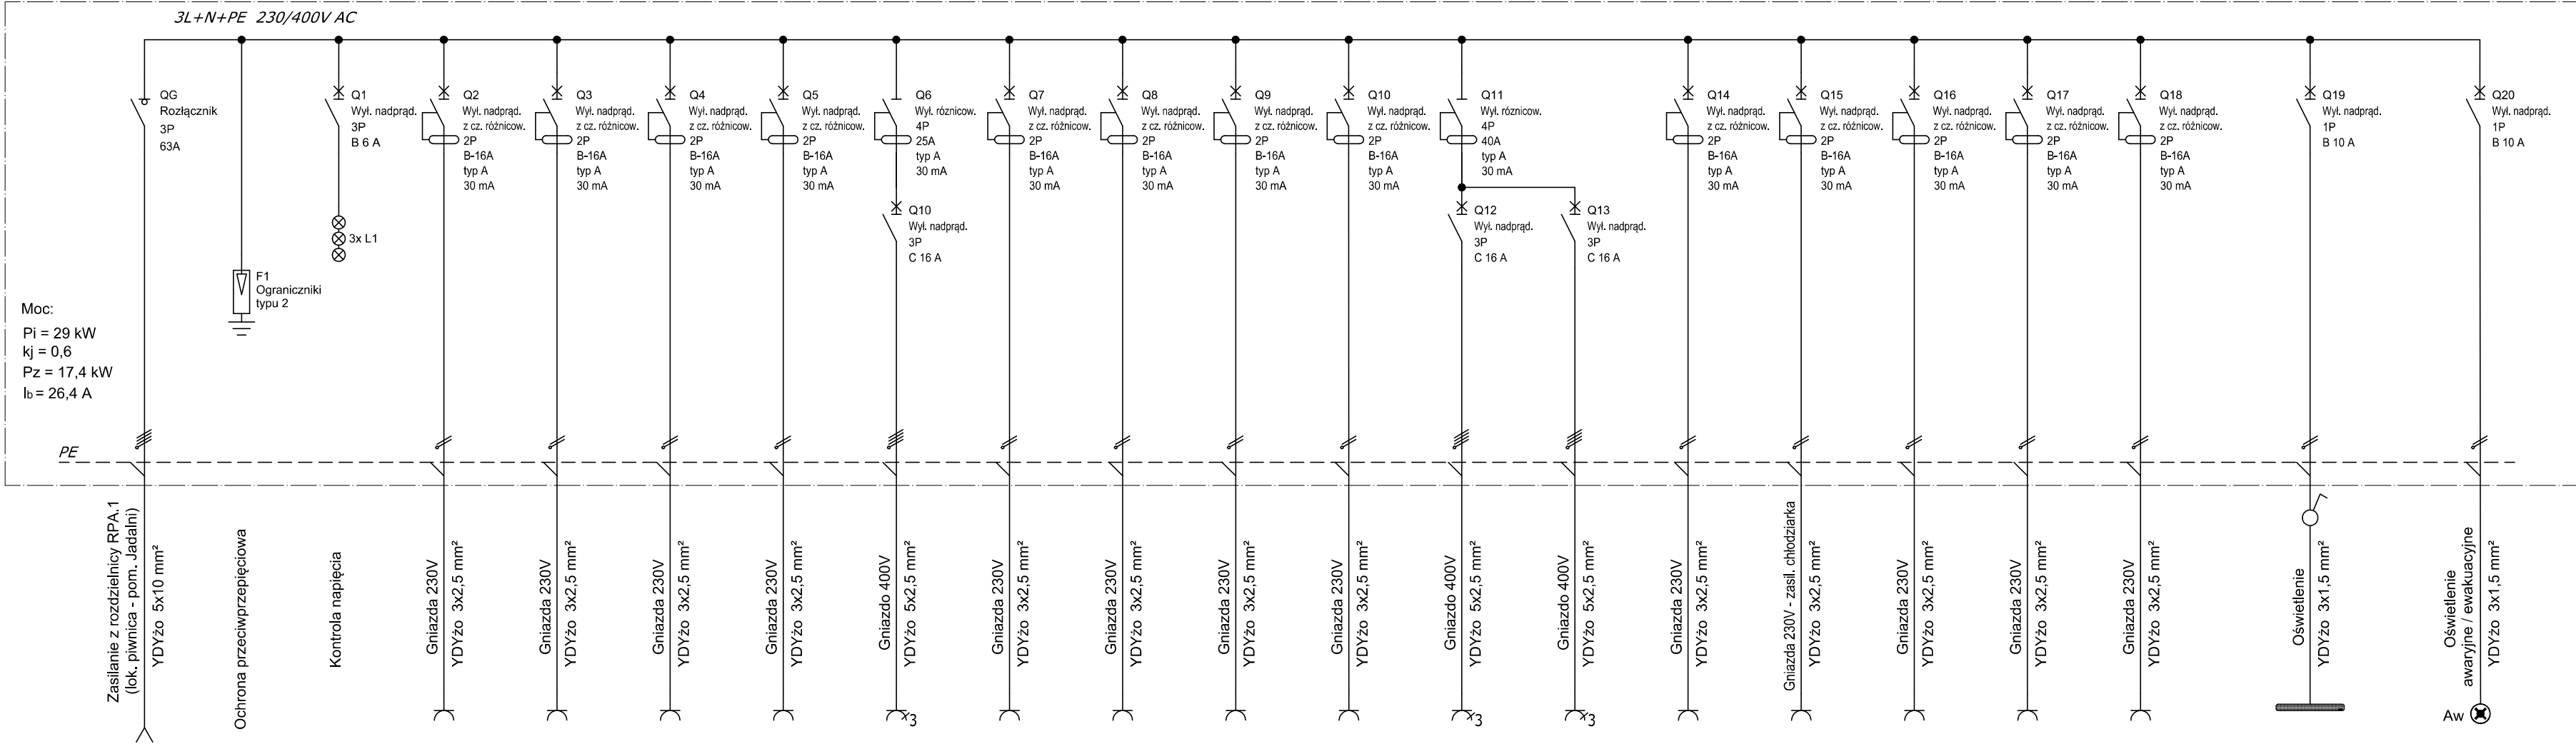 3L+N+PE 230/400V AC
QG
Rozłącznik
3P
63A
F1
Ograniczniki
typu 2
Q1
Wył. nadprąd.
3P
B 6 A
3x L1
Q2
Wył. nadprąd.
z cz. różnicow.
2P
B-16A
typ A
30 mA
Q3
Wył. nadprąd.
z cz. różnicow.
2P
B-16A
typ A
30 mA
Q4
Wył. nadprąd.
z cz. różnicow.
2P
B-16A
typ A
30 mA
Q5
Wył. nadprąd.
z cz. różnicow.
2P
B-16A
typ A
30 mA
Q6
Wył. róznicow.
4P
25A
typ A
30 mA
Q10
Wył. nadprąd.
3P
C 16 A
Q7
Wył. nadprąd.
z cz. różnicow.
2P
B-16A
typ A
30 mA
Q8
Wył. nadprąd.
z cz. różnicow.
2P
B-16A
typ A
30 mA
Q9
Wył. nadprąd.
z cz. różnicow.
2P
B-16A
typ A
30 mA
Q10
Wył. nadprąd.
z cz. różnicow.
2P
B-16A
typ A
30 mA
Q11
Wył. róznicow.
4P
40A
typ A
30 mA
Q12
Wył. nadprąd.
3P
C 16 A
Q13
Wył. nadprąd.
3P
C 16 A
Q14
Wył. nadprąd.
z cz. różnicow.
2P
B-16A
typ A
30 mA
Q15
Wył. nadprąd.
z cz. różnicow.
2P
B-16A
typ A
30 mA
Q16
Wył. nadprąd.
z cz. różnicow.
2P
B-16A
typ A
30 mA
Q17
Wył. nadprąd.
z cz. różnicow.
2P
B-16A
typ A
30 mA
Q18
Wył. nadprąd.
z cz. różnicow.
2P
B-16A
typ A
30 mA
Q19
Wył. nadprąd.
1P
B 10 A
Q20
Wył. nadprąd.
1P
B 10 A
Moc:
Pi = 29 kW
kj = 0,6
Pz = 17,4 kW
Ib = 26,4 A
PE
Zasilanie z rozdzielnicy RPA.1
(lok. piwnica - pom. Jadalni)
YDYżo 5x10 mm²
Ochrona przeciwprzepięciowa
Kontrola napięcia
Gniazda 230V
YDYżo 3x2,5 mm²
Gniazda 230V
YDYżo 3x2,5 mm²
Gniazda 230V
YDYżo 3x2,5 mm²
Gniazda 230V
YDYżo 3x2,5 mm²
Gniazdo 400V
YDYżo 5x2,5 mm²
3
Gniazda 230V
YDYżo 3x2,5 mm²
Gniazda 230V
YDYżo 3x2,5 mm²
Gniazda 230V
YDYżo 3x2,5 mm²
Gniazda 230V
YDYżo 3x2,5 mm²
Gniazdo 400V
YDYżo 5x2,5 mm²
3
Gniazdo 400V
YDYżo 5x2,5 mm²
3
Gniazda 230V
YDYżo 3x2,5 mm²
Gniazda 230V - zasil. chłodziarka
YDYżo 3x2,5 mm²
Gniazda 230V
YDYżo 3x2,5 mm²
Gniazda 230V
YDYżo 3x2,5 mm²
Gniazda 230V
YDYżo 3x2,5 mm²
Oświetlenie
YDYżo 3x1,5 mm²
Oświetlenie
awaryjne / ewakuacyjne
YDYżo 3x1,5 mm²
Aw